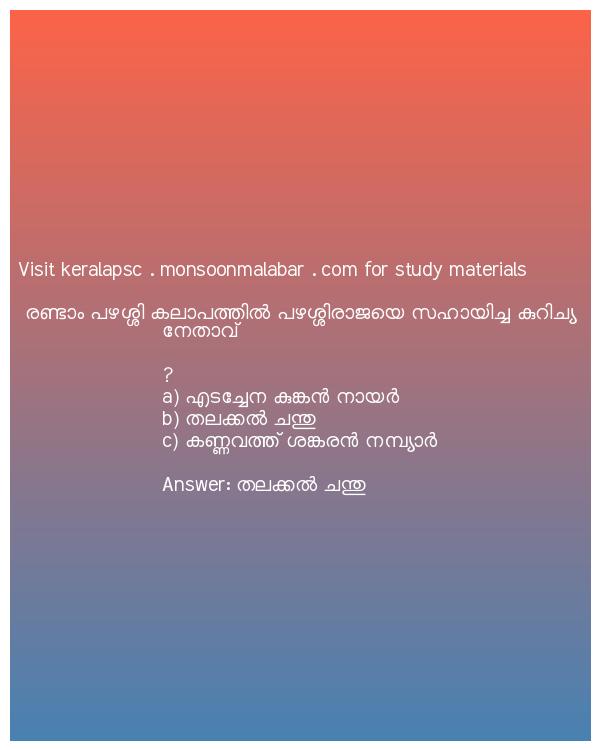 Visit keralapsc . monsoonmalabar . com for study materials
രണ്ടാം പഴശ്ശി കലാപത്തിൽ പഴശ്ശിരാജയെ സഹായിച്ച കുറിച്യ
നേതാവ്
?
a) എടച്ചേന കുങ്കൻ നായർ
b) തലക്കൽ ചന്തു
c) കണ്ണവത്ത് ശങ്കരൻ നമ്പ്യാർ
Answer: തലക്കൽ ചന്തു